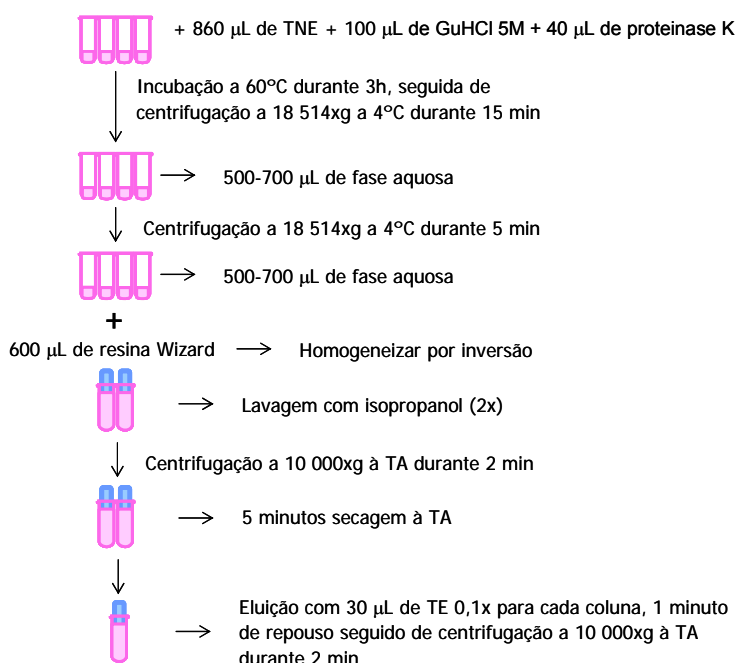 + 860 µL de TNE + 100 µL de GuHCl 5M + 40 µL de proteinase K
Incubação a 60ºC durante 3h, seguida de
centrifugação a 18 514xg a 4ºC durante 15 min
500-700 µL de fase aquosa
Centrifugação a 18 514xg a 4ºC durante 5 min
500-700 µL de fase aquosa
+
600 µL de resina Wizard
Homogeneizar por inversão
Lavagem com isopropanol (2x)
Centrifugação a 10 000xg à TA durante 2 min
5 minutos secagem à TA
Eluição com 30 µL de TE 0,1x para cada coluna, 1 minuto
de repouso seguido de centrifugação a 10 000xg à TA
durante 2 min